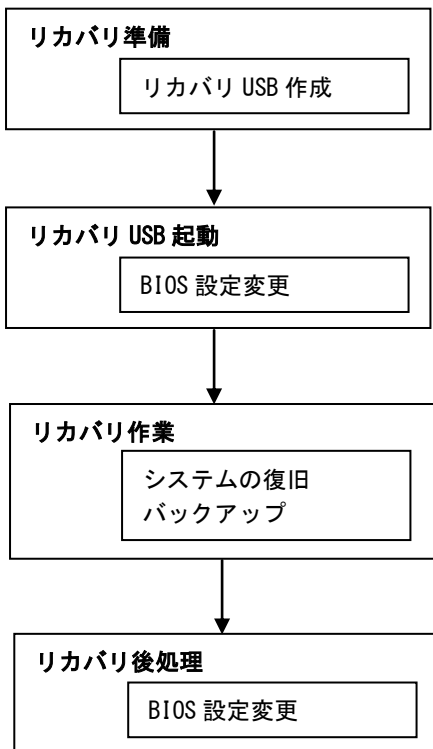 リカバリ準備
リカバリ USB 作成
リカバリ USB 起動
BIOS 設定変更
リカバリ作業
システムの復旧
バックアップ
リカバリ後処理
BIOS 設定変更